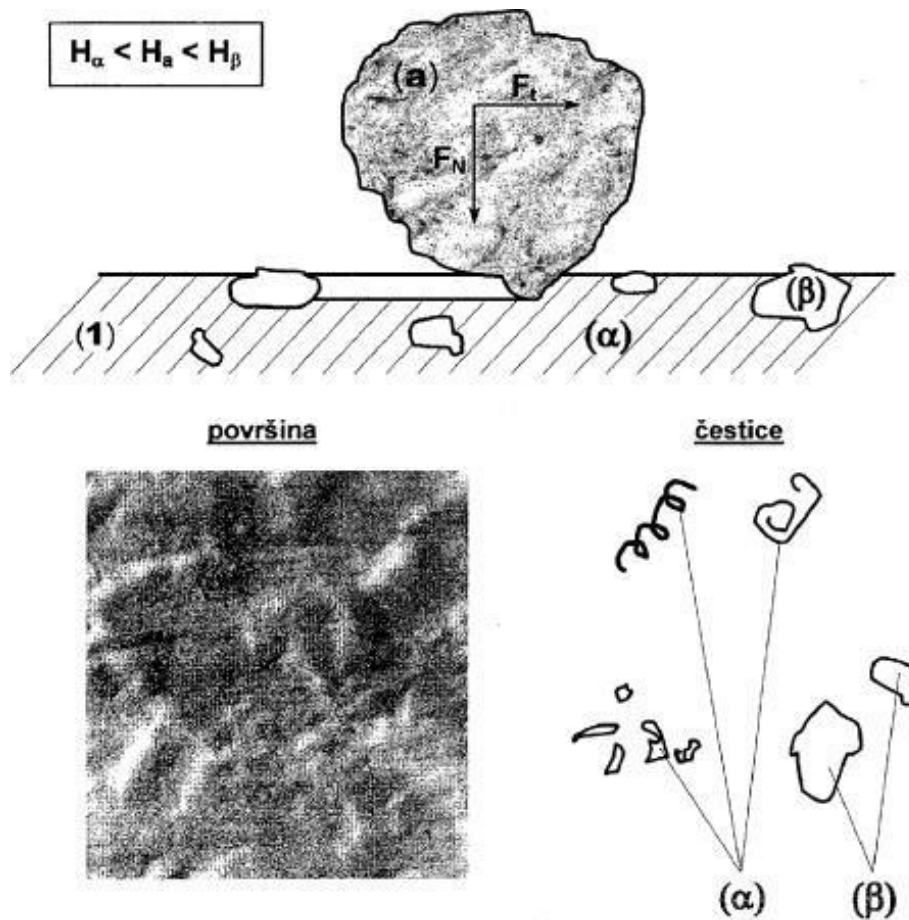 Hα < Ha < Hβ
(a)
Ft
FN
(1)
(α)
(β)
površina
čestice
(α)
(β)